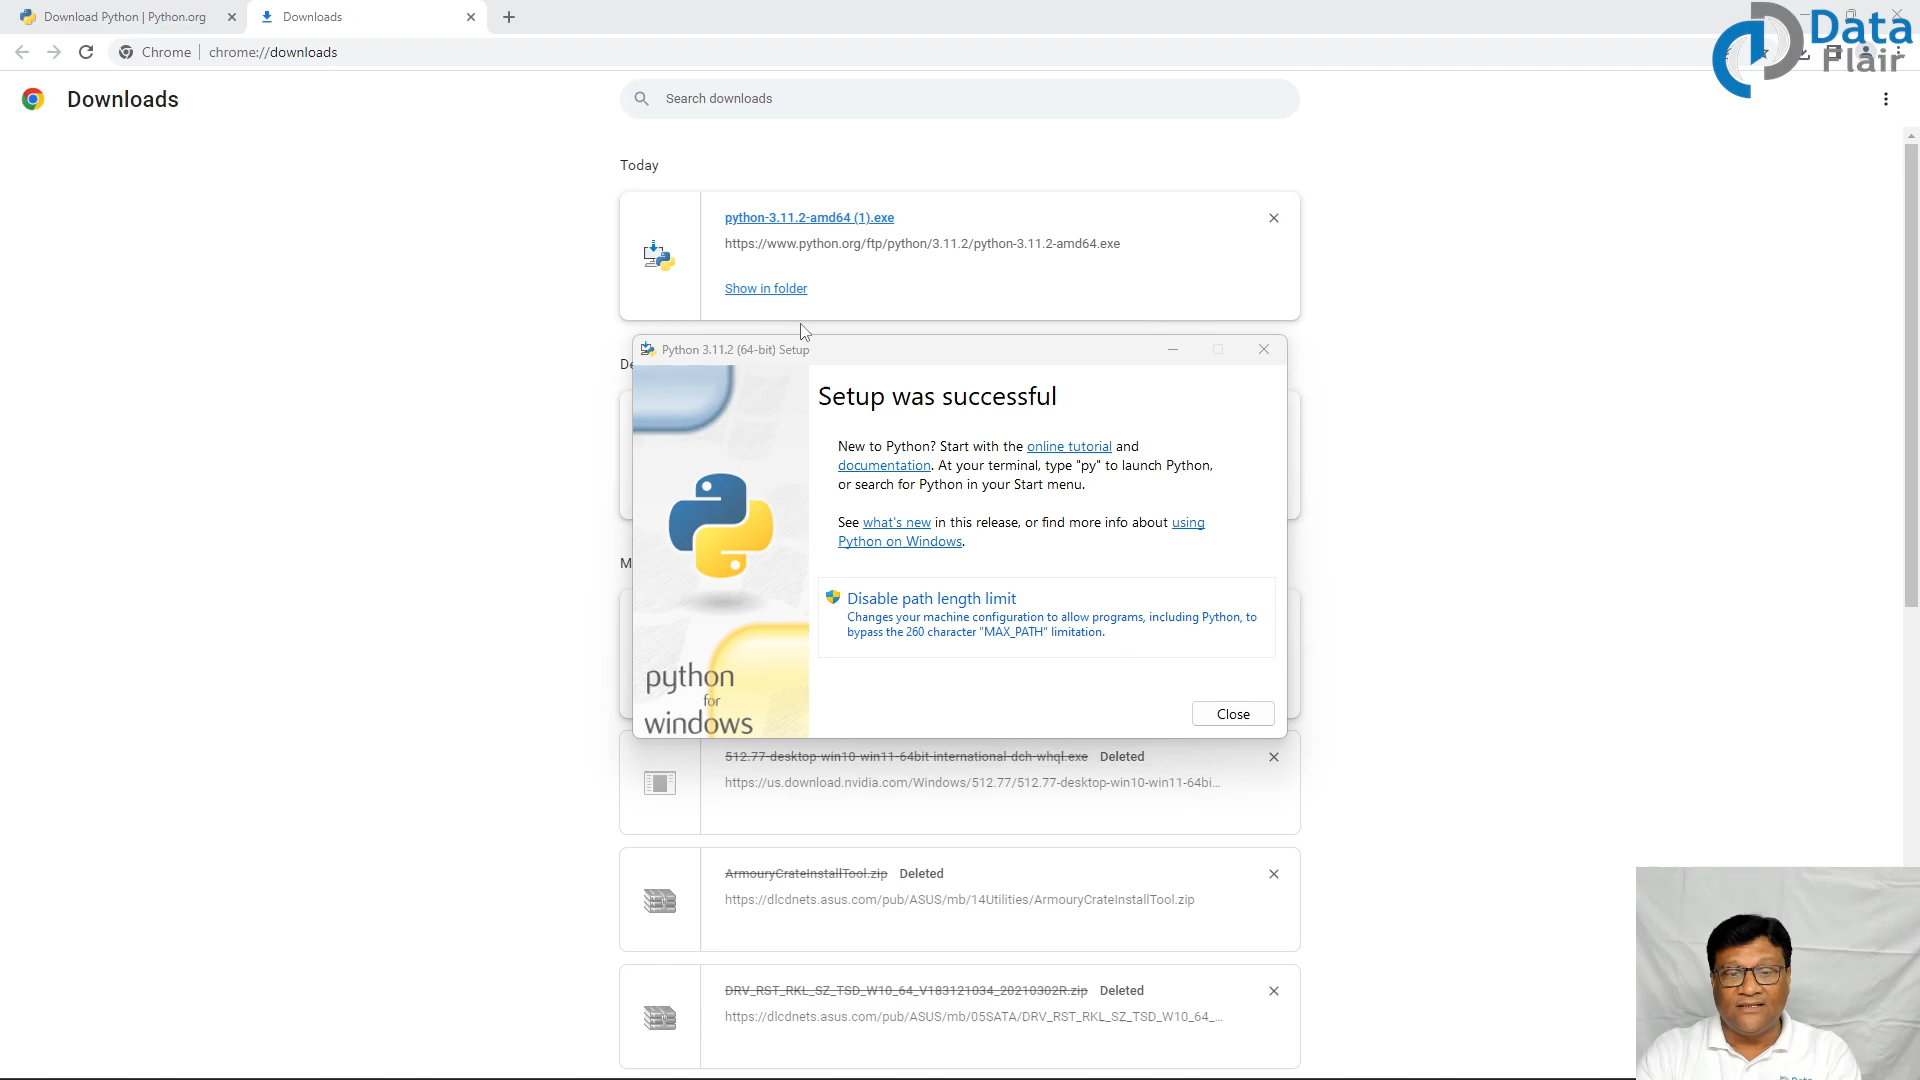 Download Python | Python.org
Downloads
Chrome
chrome://downloads
Data
Flair
Downloads
Search downloads
Today
python-3.11.2-amd64 (1).exe
https://www.python.org/ftp/python/3.11.2/python-3.11.2-amd64.exe
Show in folder
De
Python 3.11.2 (64-bit) Setup
Setup was successful
New to Python? Start with the online tutorial and
documentation. At your terminal, type "py" to launch Python,
or search for Python in your Start menu.
See what's new in this release, or find more info about using
Python on Windows.
M
Disable path length limit
Changes your machine configuration to allow programs, including Python, to
bypass the 260 character "MAX_PATH" limitation.
python
for
windows
Close
512.77-desktop-win10-win11-64bit-international-dch-whql.exe Deleted
https://us.download.nvidia.com/Windows/512.77/512.77-desktop-win10-win11-64bi...
ArmouryCrateInstallTool.zip Deleted
https://dlcdnets.asus.com/pub/ASUS/mb/14Utilities/ArmouryCrateInstallTool.zip
DRV_RST_RKL_SZ_TSD_W10_64_V183121034_20210302R.zip Deleted
https://dlcdnets.asus.com/pub/ASUS/mb/05SATA/DRV_RST_RKL_SZ_TSD_W10_64_...